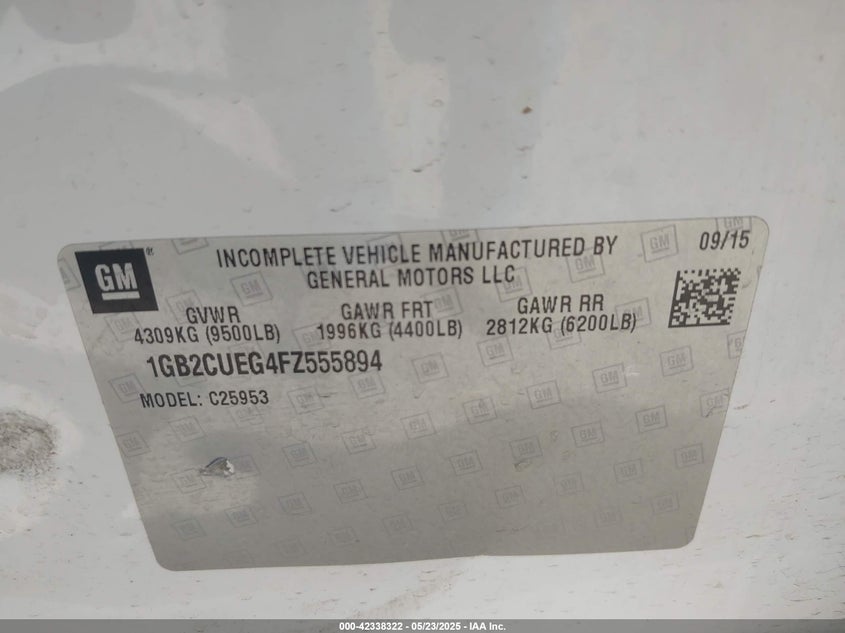 GM®
INCOMPLETE VEHICLE MANUFACTURED BY
GENERAL MOTORS LLC
09/15
GVWR
4309KG (9500LB)
GAWR FRT
1996KG (4400LB)
GAWR RR
2812KG (6200LB)
1GB2CUEG4FZ555894
MODEL: C25953
000-42338322 — 05/23/2025 — IAA Inc.